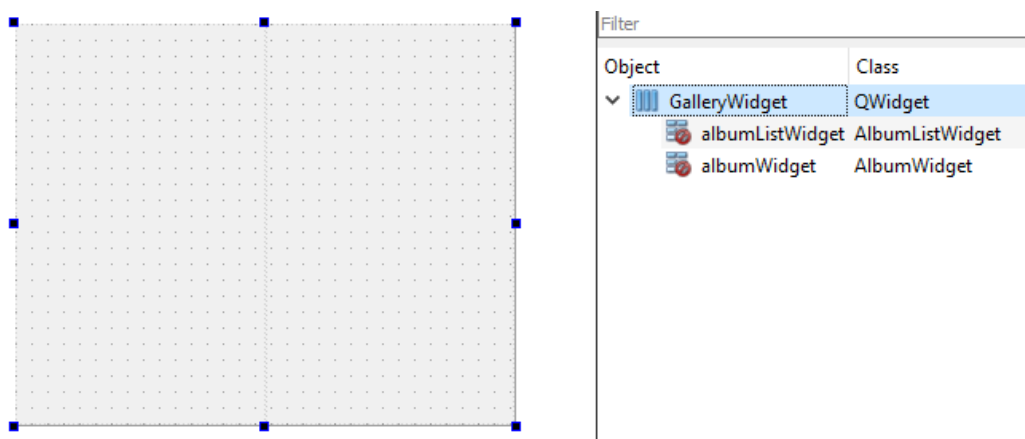 Filter
Object Class
GalleryWidget QWidget
albumListWidget AlbumListWidget
albumWidget AlbumWidget